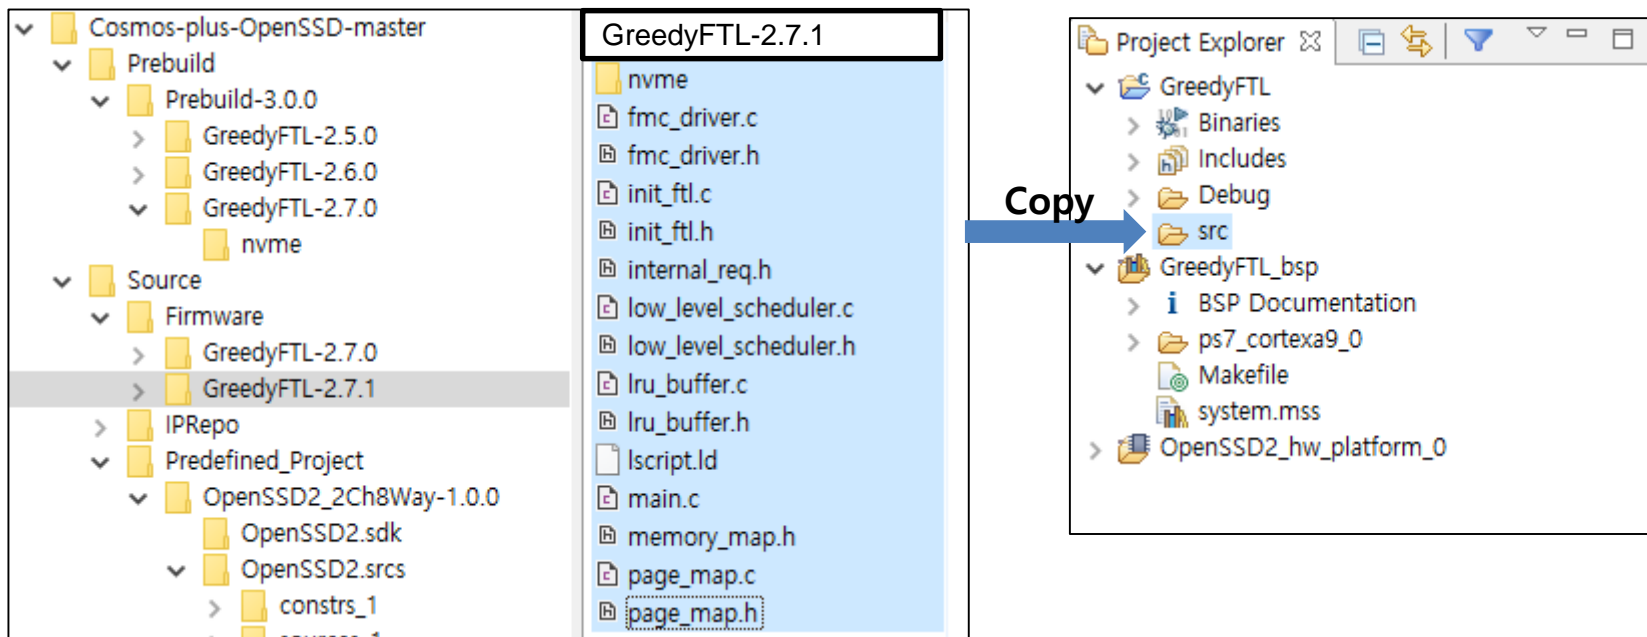 Cosmos-plus-OpenSSD-master
Prebuild
Prebuild-3.0.0
GreedyFTL-2.5.0
GreedyFTL-2.6.0
GreedyFTL-2.7.0
nvme
Source
Firmware
GreedyFTL-2.7.0
GreedyFTL-2.7.1
IPRepo
Predefined_Project
OpenSSD2_2Ch8Way-1.0.0
OpenSSD2.sdk
OpenSSD2.srcs
constrs_1
GreedyFTL-2.7.1
nvme
fmc_driver.c
fmc_driver.h
init_ftl.c
init_ftl.h
internal_req.h
low_level_scheduler.c
low_level_scheduler.h
lru_buffer.c
lru_buffer.h
lscript.ld
main.c
memory_map.h
page_map.c
page_map.h
Copy
Project Explorer
GreedyFTL
Binaries
Includes
Debug
src
GreedyFTL_bsp
BSP Documentation
ps7_cortexa9_0
Makefile
system.mss
OpenSSD2_hw_platform_0